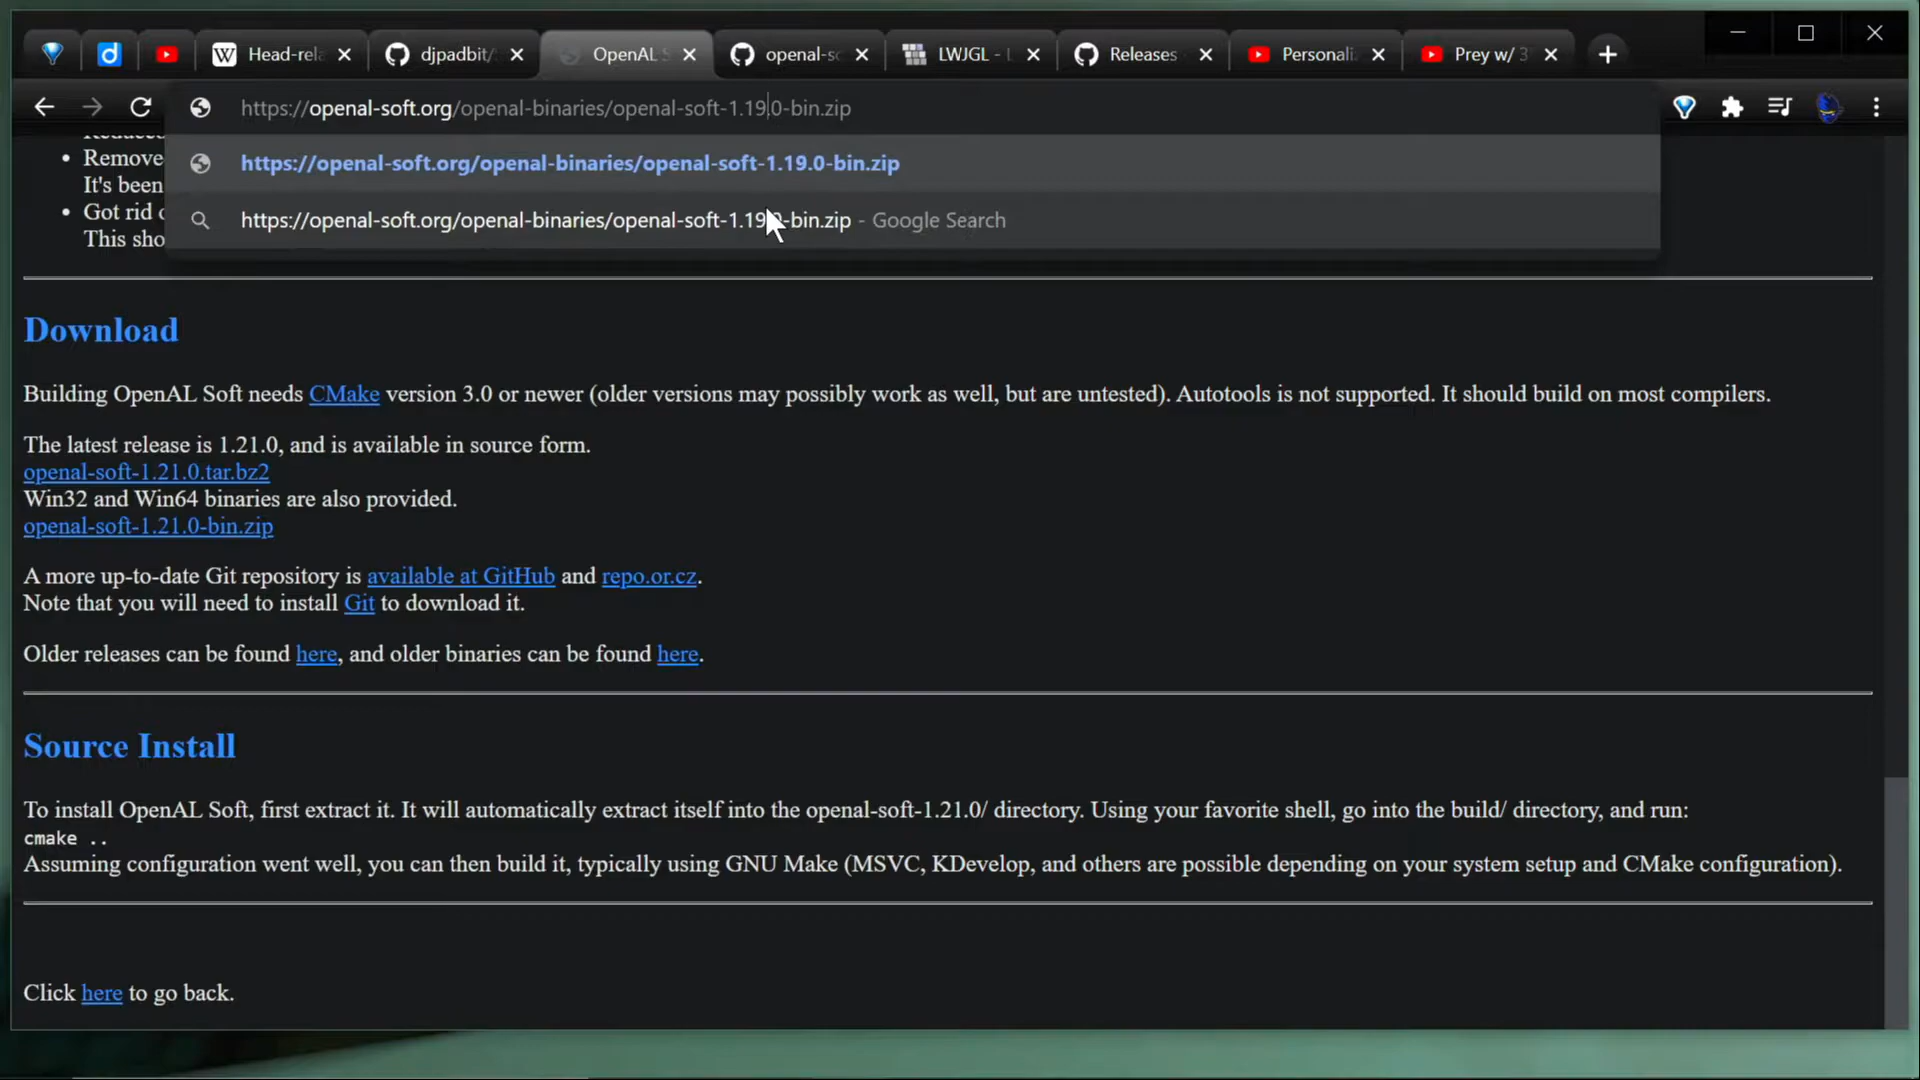 Head-rela
djpadbit/
OpenAL S
openal-so
LWJGL - L
Releases
Personali
Prey w/ 3
https://openal-soft.org/openal-binaries/openal-soft-1.19.0-bin.zip
https://openal-soft.org/openal-binaries/openal-soft-1.19.0-bin.zip
https://openal-soft.org/openal-binaries/openal-soft-1.19.0-bin.zip - Google Search
Removed
It's been
Got rid o
This sho
Download
Building OpenAL Soft needs CMake version 3.0 or newer (older versions may possibly work as well, but are untested). Autotools is not supported. It should build on most compilers.
The latest release is 1.21.0, and is available in source form.
openal-soft-1.21.0.tar.bz2
Win32 and Win64 binaries are also provided.
openal-soft-1.21.0-bin.zip
A more up-to-date Git repository is available at GitHub and repo.or.cz.
Note that you will need to install Git to download it.
Older releases can be found here, and older binaries can be found here.
Source Install
To install OpenAL Soft, first extract it. It will automatically extract itself into the openal-soft-1.21.0/ directory. Using your favorite shell, go into the build/ directory, and run:
cmake ..
Assuming configuration went well, you can then build it, typically using GNU Make (MSVC, KDevelop, and others are possible depending on your system setup and CMake configuration).
Click here to go back.